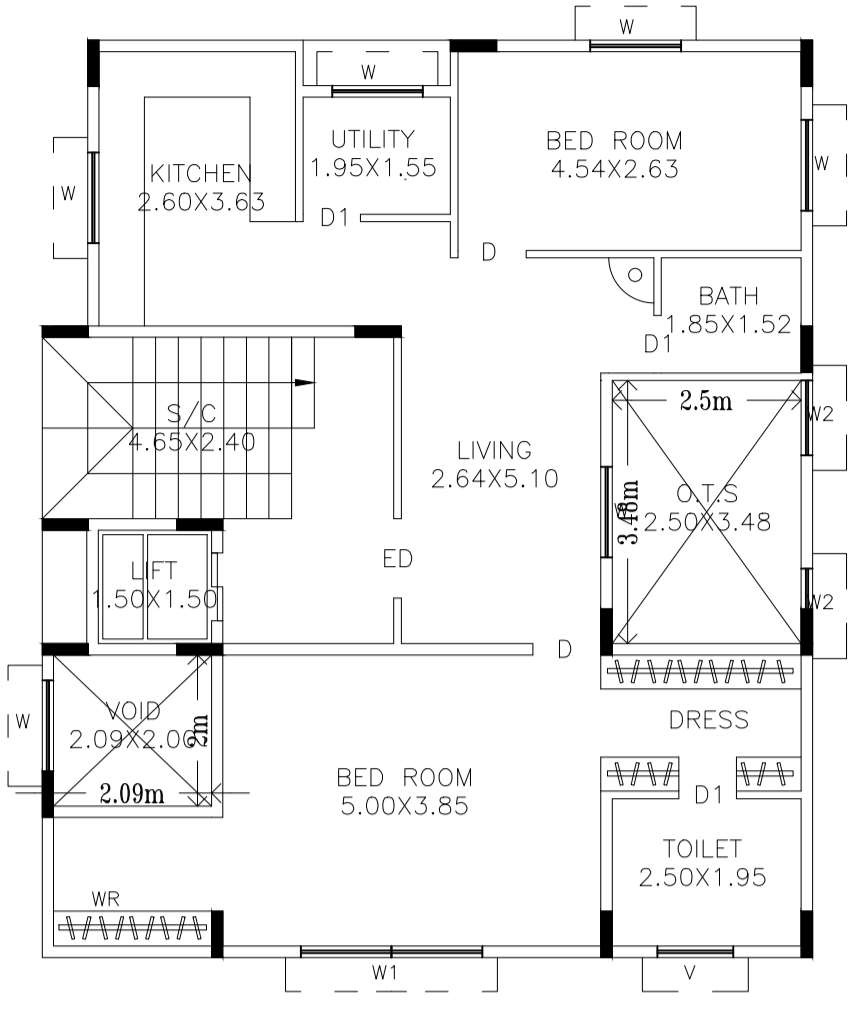 W
W
UTILITY
1.95X1.55
BED ROOM
4.54X2.63
KITCHEN
2.60X3.63
W
W
D1
D
BATH
1.85X1.52
D1
2.5m
S/C
4.65X2.40
W2
LIVING
2.64X5.10
O.T.S
2.50X3.48
3.48m
W
ED
LIFT
1.50X1.50
W2
D
VOID
2.09X2.00
2m
W
DRESS
2.09m
BED ROOM
5.00X3.85
D1
TOILET
2.50X1.95
WR
W1
V